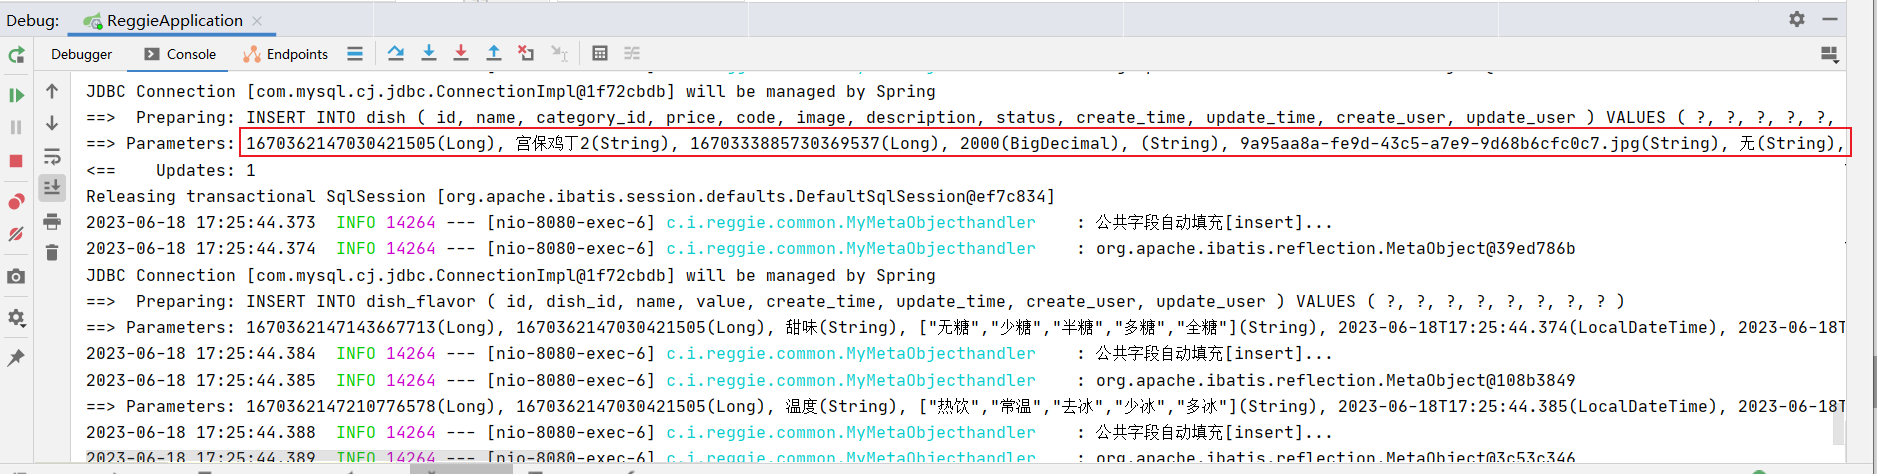 Debug: ReggieApplication
Debugger Console Endpoints
JDBC Connection [com.mysql.cj.jdbc.ConnectionImpl@1f72cbdb] will be managed by Spring
==>  Preparing: INSERT INTO dish ( id, name, category_id, price, code, image, description, status, create_time, update_time, create_user, update_user ) VALUES ( ?, ?, ?, ?, ?,
==> Parameters: 1670362147030421505(Long), 宫保鸡丁2(String), 1670333885730369537(Long), 2000(BigDecimal), (String), 9a95aa8a-fe9d-43c5-a7e9-9d68b6cfc0c7.jpg(String), 无(String),
<==    Updates: 1
Releasing transactional SqlSession [org.apache.ibatis.session.defaults.DefaultSqlSession@ef7c834]
2023-06-18 17:25:44.373  INFO 14264 --- [nio-8080-exec-6] c.i.reggie.common.MyMetaObjecthandler    : 公共字段自动填充[insert]...
2023-06-18 17:25:44.374  INFO 14264 --- [nio-8080-exec-6] c.i.reggie.common.MyMetaObjecthandler    : org.apache.ibatis.reflection.MetaObject@39ed786b
JDBC Connection [com.mysql.cj.jdbc.ConnectionImpl@1f72cbdb] will be managed by Spring
==>  Preparing: INSERT INTO dish_flavor ( id, dish_id, name, value, create_time, update_time, create_user, update_user ) VALUES ( ?, ?, ?, ?, ?, ?, ?, ? )
==> Parameters: 1670362147143667713(Long), 1670362147030421505(Long), 甜味(String), ["无糖","少糖","半糖","多糖","全糖"](String), 2023-06-18T17:25:44.374(LocalDateTime), 2023-06-18T
2023-06-18 17:25:44.384  INFO 14264 --- [nio-8080-exec-6] c.i.reggie.common.MyMetaObjecthandler    : 公共字段自动填充[insert]...
2023-06-18 17:25:44.385  INFO 14264 --- [nio-8080-exec-6] c.i.reggie.common.MyMetaObjecthandler    : org.apache.ibatis.reflection.MetaObject@108b3849
==> Parameters: 1670362147210776578(Long), 1670362147030421505(Long), 温度(String), ["热饮","常温","去冰","少冰","多冰"](String), 2023-06-18T17:25:44.385(LocalDateTime), 2023-06-18T
2023-06-18 17:25:44.388  INFO 14264 --- [nio-8080-exec-6] c.i.reggie.common.MyMetaObjecthandler    : 公共字段自动填充[insert]...
2023-06-18 17:25:44.389  INFO 14264 --- [nio-8080-exec-6] c.i.reggie.common.MyMetaObjecthandler    : org.apache.ibatis.reflection.MetaObject@3c53c346